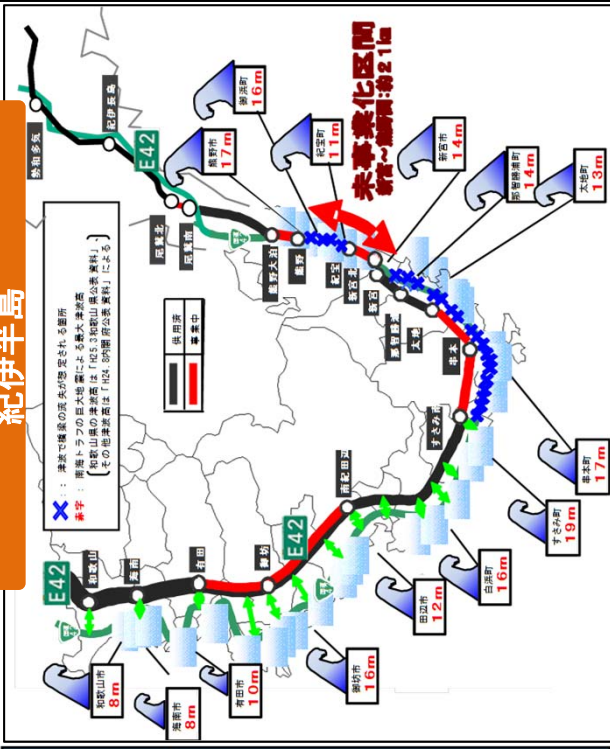 紀伊半島
✕:津波で橋梁の流失が想定される箇所
赤字:南海トラフの巨大地震による最大津波高
和歌山県の津波高は「H25.3和歌山県公表資料」、
その他津波高は「H24.8内閣府公表資料」による
供用済
事業中
未事業化区間
新宮~
約21km
E42
勢和多気
紀伊長島
E42
尾鷲北
尾鷲南
熊野大泊
熊野
紀宝
新宮北
新宮
那智勝浦
太地
串本
すさみ南
南紀田辺
E42
御坊
有田
海南
和歌山
御浜町
16m
熊野市
17m
紀宝町
11m
新宮市
14m
那智勝浦町
14m
太地町
13m
串本町
17m
すさみ町
19m
白浜町
16m
田辺市
12m
御坊市
16m
有田市
10m
海南市
8m
和歌山市
8m